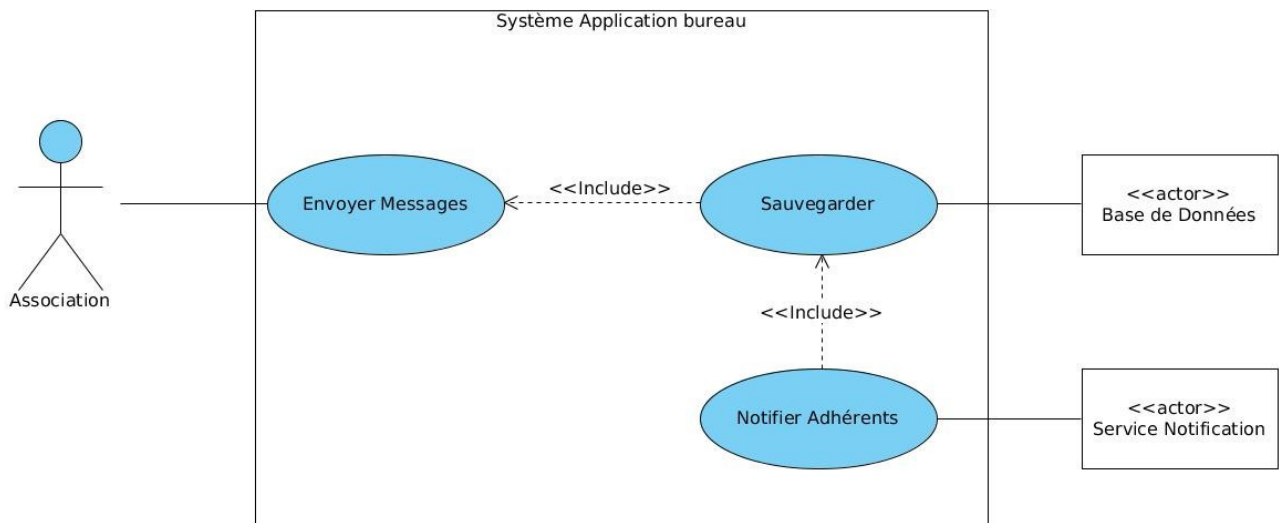 Système Application bureau
Envoyer Messages
<<Include>>
Sauvegarder
<<actor>>
Base de Données
Association
<<Include>>
Notifier Adhérents
<<actor>>
Service Notification